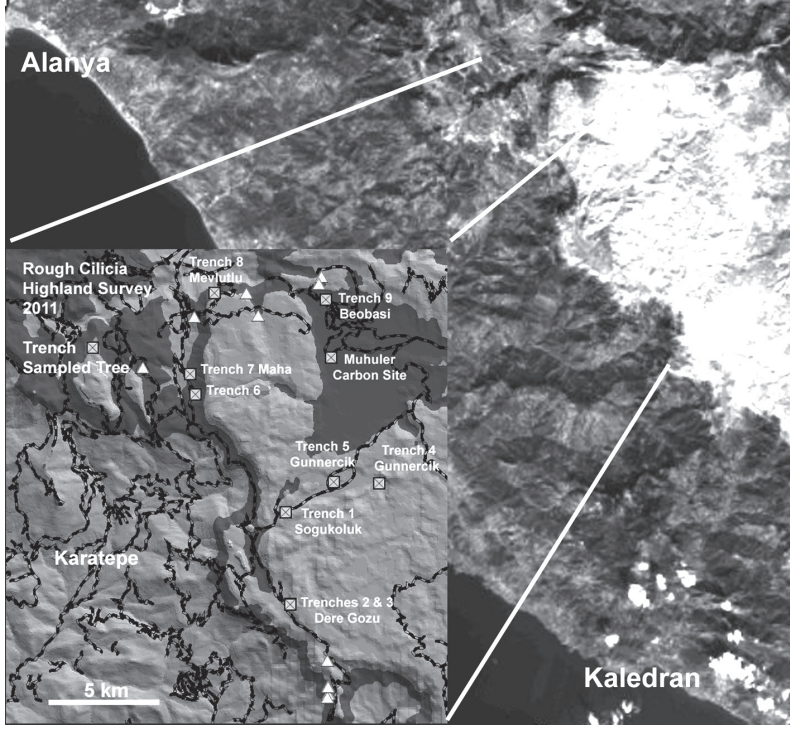 Alanya
Rough Cilicia
Highland Survey
2011
Trench
Sampled Tree
Trench 8
Mevlutlu
Trench 9
Beobasi
Muhuler
Carbon Site
Trench 7 Maha
Trench 6
Trench 5
Gunnercik
Trench 4
Gunnercik
Trench 1
Sogukoluk
Karatepe
Trenches 2 & 3
Dere Gozu
5 km
Kaledran